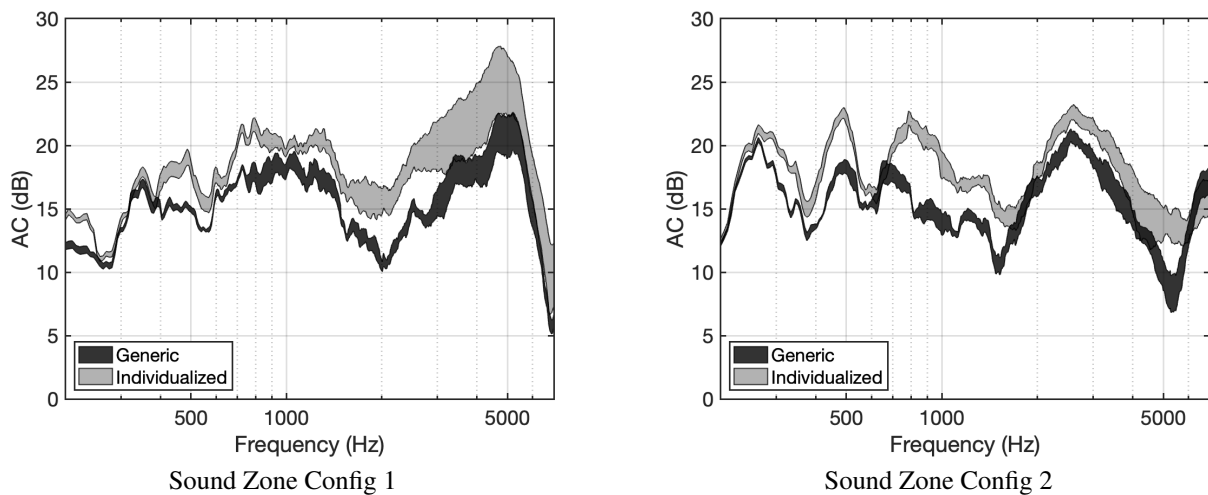 30
25
20
15
10
5
0
AC (dB)
Generic
Individualized
500 1000 5000
Frequency (Hz)
Sound Zone Config 1
30
25
20
15
10
5
0
AC (dB)
Generic
Individualized
500 1000 5000
Frequency (Hz)
Sound Zone Config 2